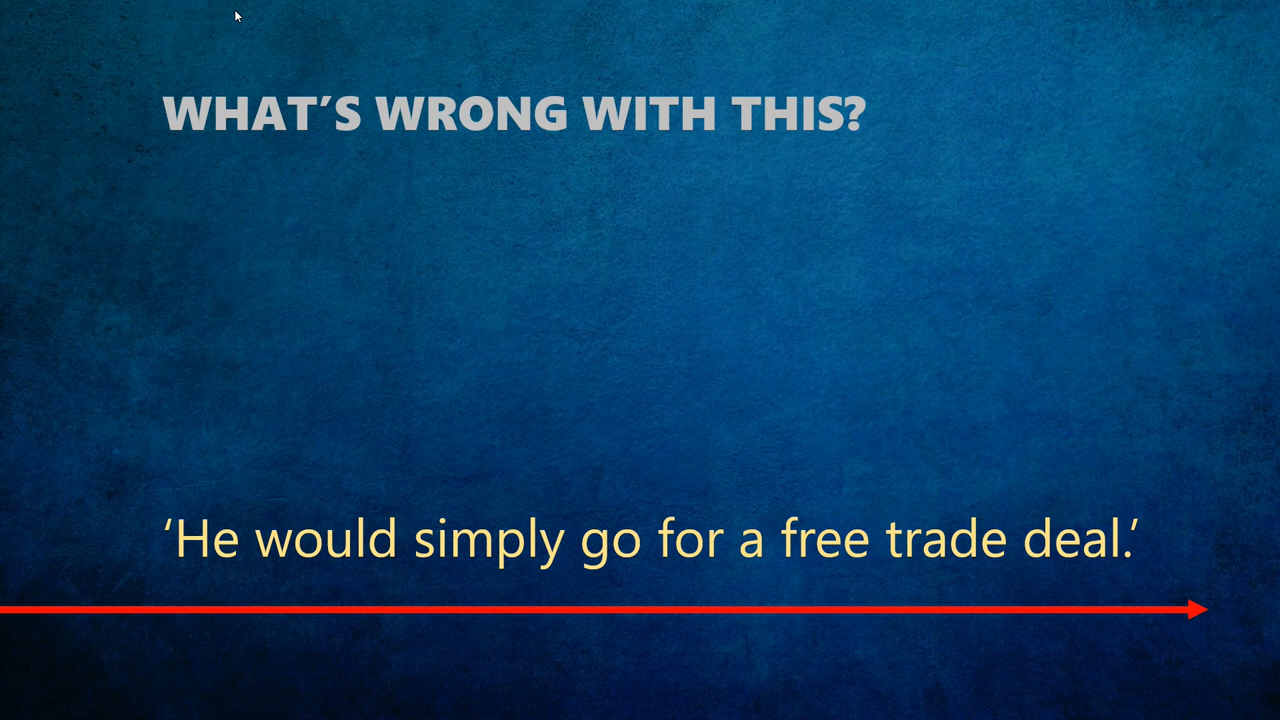 WHAT’S WRONG WITH THIS?
‘He would simply go for a free trade deal.’